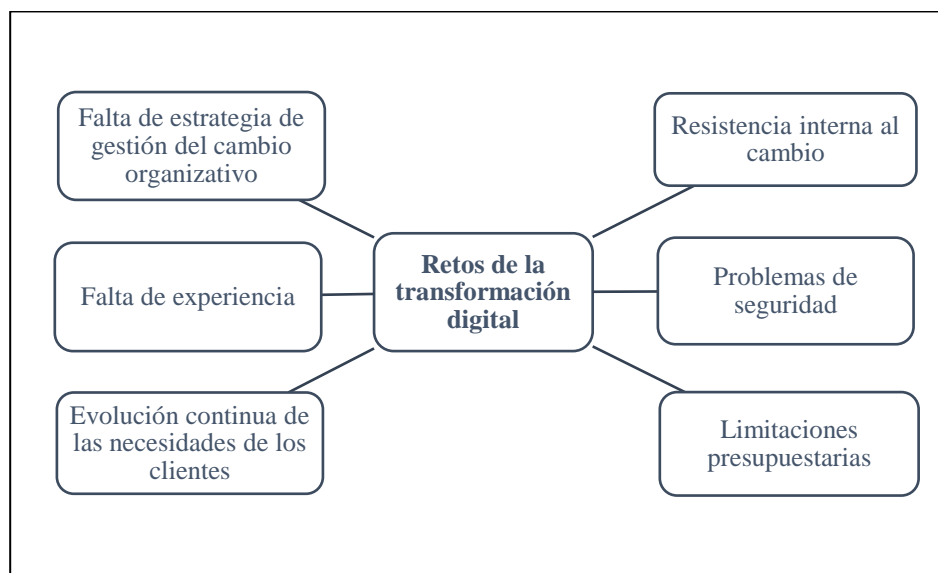 Falta de estrategia de
gestión del cambio
organizativo
Resistencia interna al
cambio
Retos de la
transformación
digital
Falta de experiencia
Problemas de
seguridad
Evolución continua de
las necesidades de los
clientes
Limitaciones
presupuestarias